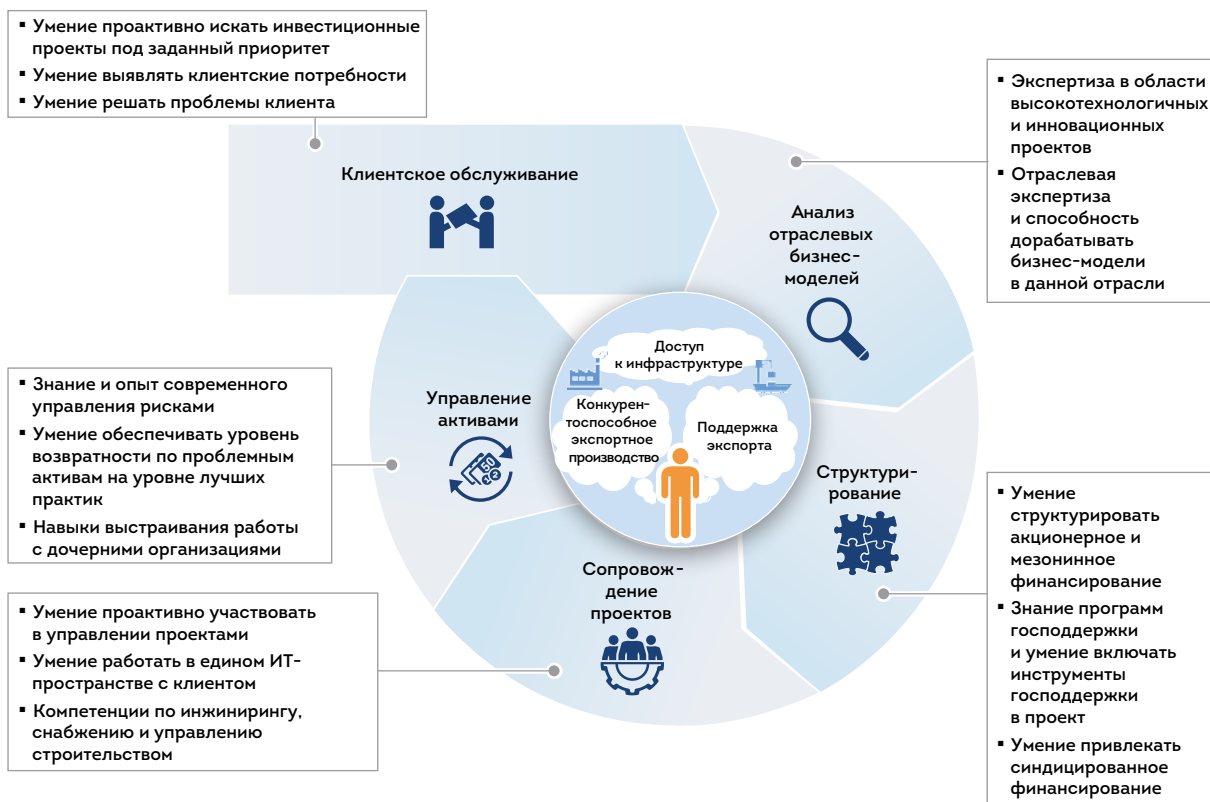 ▪ Умение проактивно искать инвестиционные
проекты под заданный приоритет
▪ Умение выявлять клиентские потребности
▪ Умение решать проблемы клиента
Клиентское обслуживание
▪ Экспертиза в области
высокотехнологичных
и инновационных
проектов
▪ Отраслевая
экспертиза
и способность
дорабатывать
бизнес-модели
в данной отрасли
Анализ
отраслевых
бизнес-
моделей
Доступ
к инфраструктуре
Конкурен-
тоспособное
экспортное
производство
Поддержка
экспорта
Управление
активами
50
2
▪ Знание и опыт современного
управления рисками
▪ Умение обеспечивать уровень
возвратности по проблемным
активам на уровне лучших
практик
▪ Навыки выстраивания работы
с дочерними организациями
Структури-
рование
▪ Умение
структурировать
акционерное и
мезонинное
финансирование
▪ Знание программ
господдержки
и умение включать
инструменты
господдержки
в проект
▪ Умение привлекать
синдицированное
финансирование
Сопровож-
дение
проектов
▪ Умение проактивно участвовать
в управлении проектами
▪ Умение работать в едином ИТ-
пространстве с клиентом
▪ Компетенции по инжинирингу,
снабжению и управлению
строительством